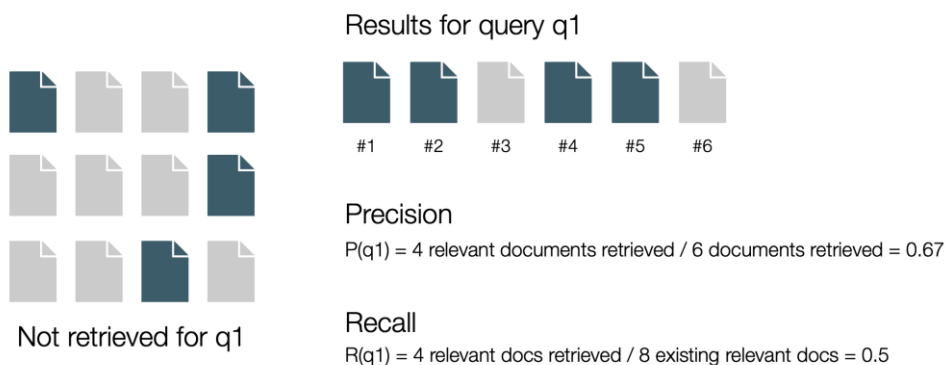 Results for query q1
#1 #2 #3 #4 #5 #6
Precision
P(q1) = 4 relevant documents retrieved / 6 documents retrieved = 0.67
Not retrieved for q1
Recall
R(q1) = 4 relevant docs retrieved / 8 existing relevant docs = 0.5